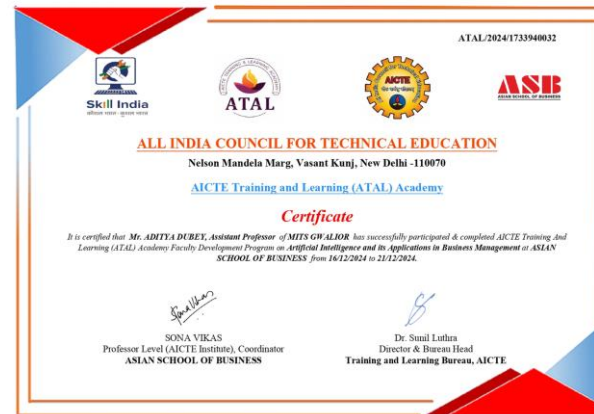 ATAL/2024/1733940032
Skill India
कौशल भारत - कुशल भारत
ATAL
AICTE
ASB
ASIAN SCHOOL OF BUSINESS
ALL INDIA COUNCIL FOR TECHNICAL EDUCATION
Nelson Mandela Marg, Vasant Kunj, New Delhi -110070
AICTE Training and Learning (ATAL) Academy
Certificate
It is certified that Mr. ADITYA DUBEY, Assistant Professor of MITS GWALIOR has successfully participated & completed AICTE Training And
Learning (ATAL) Academy Faculty Development Program on Artificial Intelligence and its Applications in Business Management at ASIAN
SCHOOL OF BUSINESS from 16/12/2024 to 21/12/2024.
SONA VIKAS
Professor Level (AICTE Institute), Coordinator
ASIAN SCHOOL OF BUSINESS
Dr. Sunil Luthra
Director & Bureau Head
Training and Learning Bureau, AICTE